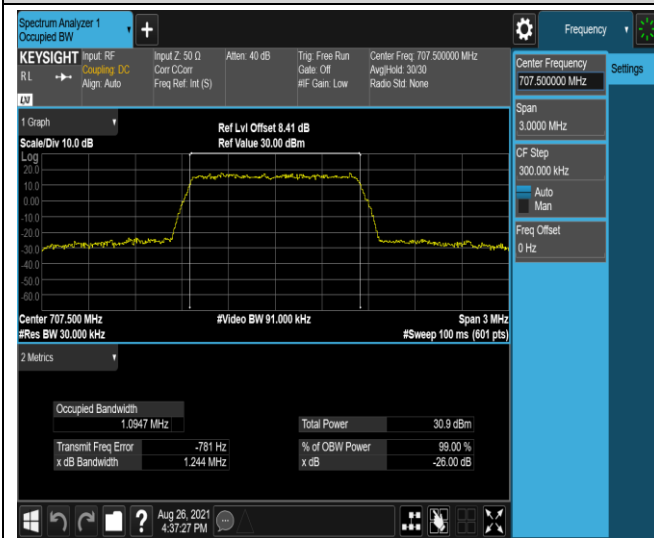 Spectrum Analyzer 1
Occupied BW
+
Frequency
KEYSIGHT
RL
LXI
Input: RF
Coupling: DC
Align: Auto
Input Z: 50 Ω
Corr CCorr
Freq Ref: Int (S)
Atten: 40 dB
Trig: Free Run
Gate: Off
#IF Gain: Low
Center Freq: 707.500000 MHz
Avg|Hold: 30/30
Radio Std: None
Center Frequency
707.500000 MHz
Settings
Span
3.0000 MHz
CF Step
300.000 kHz
Auto
Man
Freq Offset
0 Hz
1 Graph
Scale/Div 10.0 dB
Ref Lvl Offset 8.41 dB
Ref Value 30.00 dBm
Log
20.0
10.0
0.00
-10.0
-20.0
-30.0
-40.0
-50.0
-60.0
Center 707.500 MHz
#Video BW 91.000 kHz
Span 3 MHz
#Res BW 30.000 kHz
#Sweep 100 ms (601 pts)
2 Metrics
Occupied Bandwidth
1.0947 MHz
Total Power 30.9 dBm
Transmit Freq Error -781 Hz
% of OBW Power 99.00 %
x dB Bandwidth 1.244 MHz
x dB -26.00 dB
?
Aug 26, 2021
4:37:27 PM